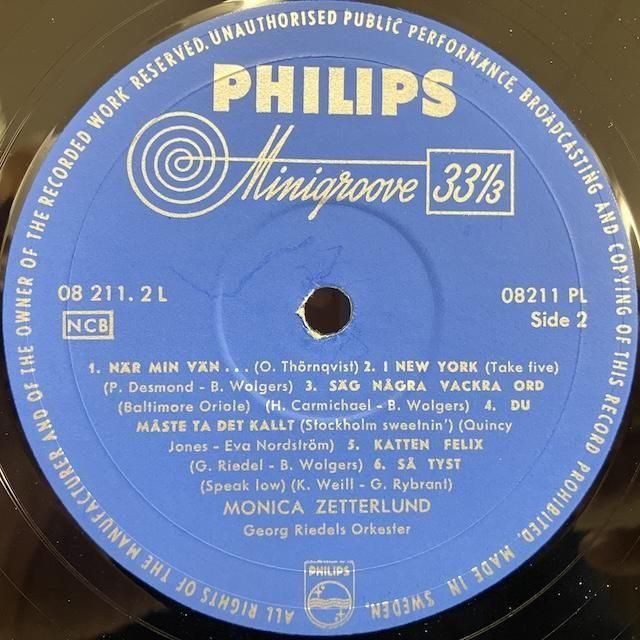 ALL RIGHTS OF THE MANUFACTURER AND OF THE OWNER OF THE RECORDED WORK RESERVED. UNAUTHORISED PUBLIC PERFORMANCE, BROADCASTING AND COPYING OF THIS RECORD PROHIBITED. MADE IN SWEDEN
PHILIPS
Minigroove 33⅓
08 211. 2 L
08211 PL
NCB
Side 2
1. NÄR MIN VÄN . . . (O. Thörnqvist) 2. I NEW YORK (Take five)
(P. Desmond - B. Wolgers) 3. SÄG NÅGRA VACKRA ORD
(Baltimore Oriole) (H. Carmichael - B. Wolgers) 4. DU
MÅSTE TA DET KALLT (Stockholm sweetnin') (Quincy
Jones - Eva Nordström) 5. KATTEN FELIX
(G. Riedel - B. Wolgers) 6. SÅ TYST
(Speak low) (K. Weill - G. Rybrant)
MONICA ZETTERLUND
Georg Riedels Orkester
PHILIPS